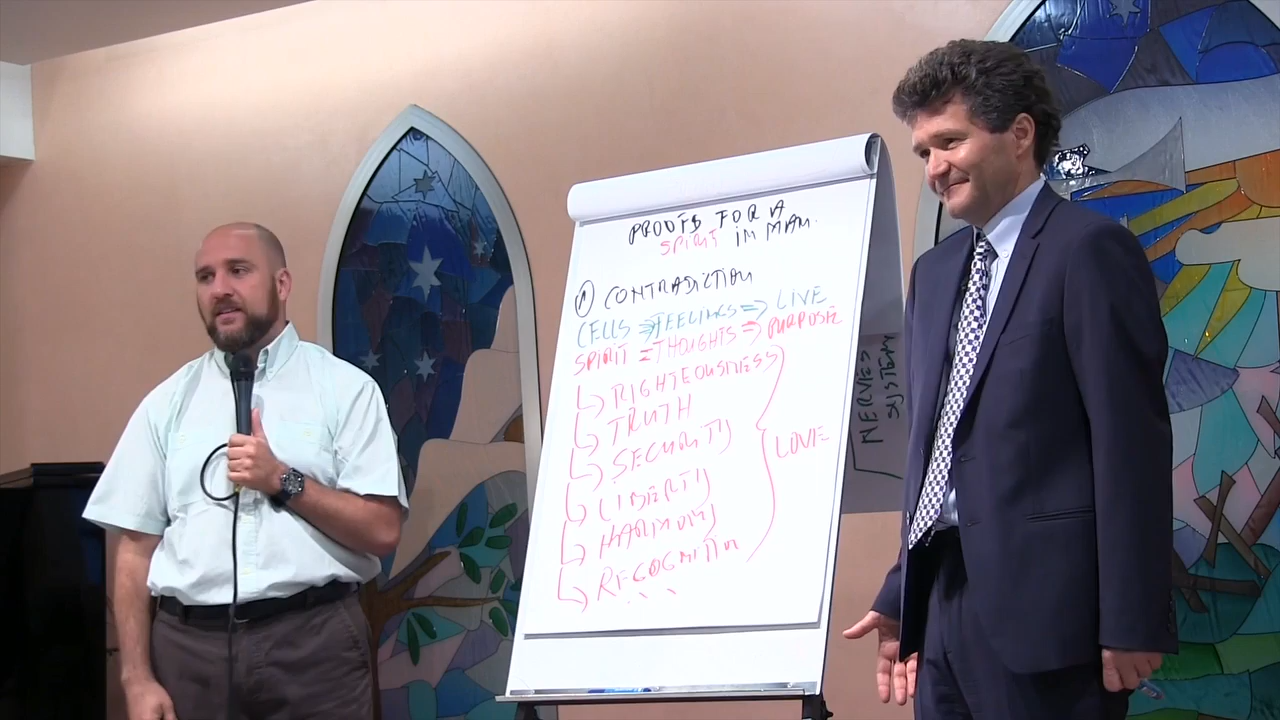 PROOFS FOR A
SPIRIT IN MAN.
① CONTRADICTION
CELLS ⇒ FEELINGS ⇒ LIVE
SPIRIT ⇒ THOUGHTS ⇒ PURPOSE
↳ RIGHTEOUSNESS
↳ TRUTH
↳ SECURITY
↳ LIBERTY
↳ HARMONY
↳ RECOGNITION
...
LOVE
NERVES
SYSTEM